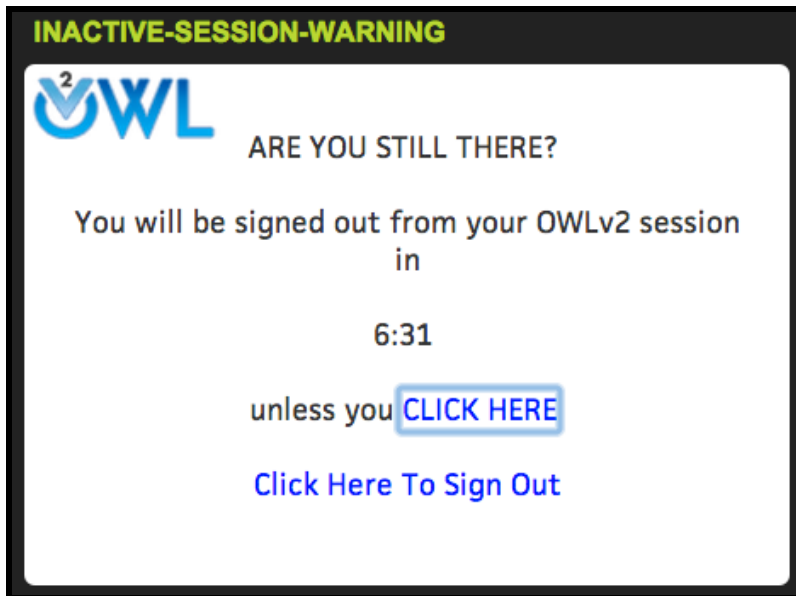 INACTIVE-SESSION-WARNING
OWL
2
ARE YOU STILL THERE?
You will be signed out from your OWLv2 session
in
6:31
unless you CLICK HERE
Click Here To Sign Out